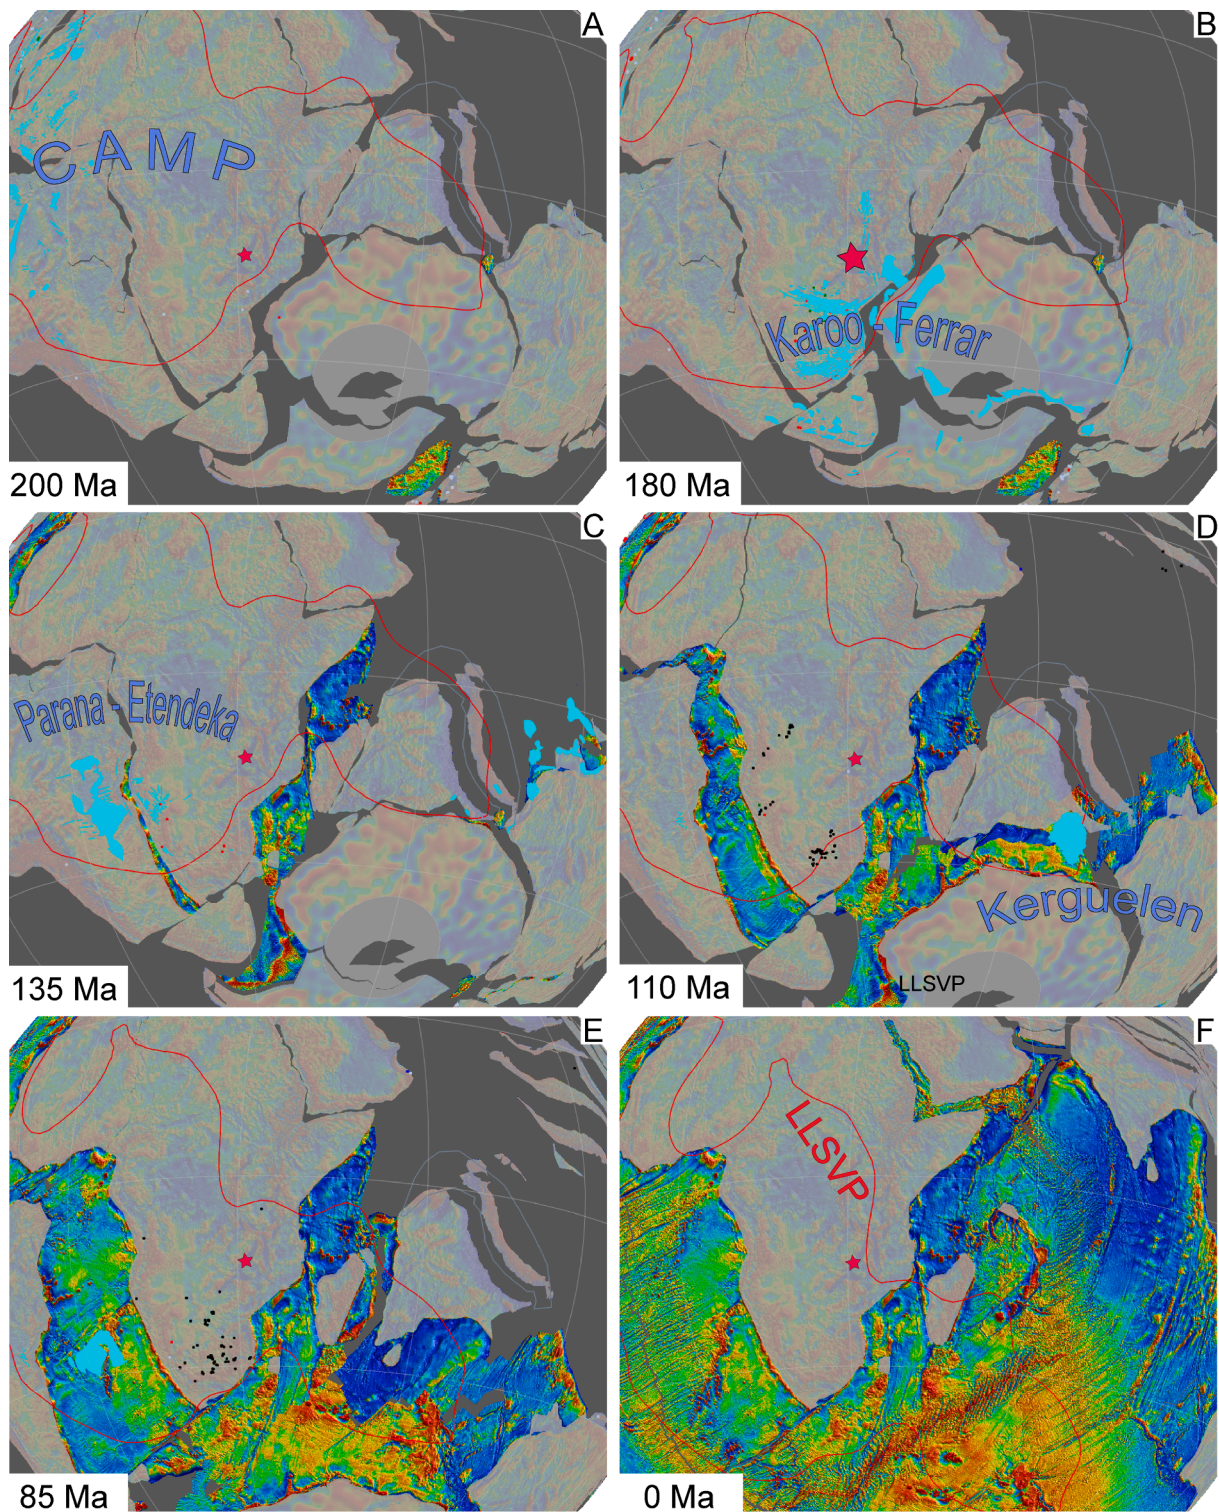 A
CAMP
200 Ma
B
Karoo - Ferrar
180 Ma
C
Parana - Etendeka
135 Ma
D
Kerguelen
LLSVP
110 Ma
E
85 Ma
F
LLSVP
0 Ma